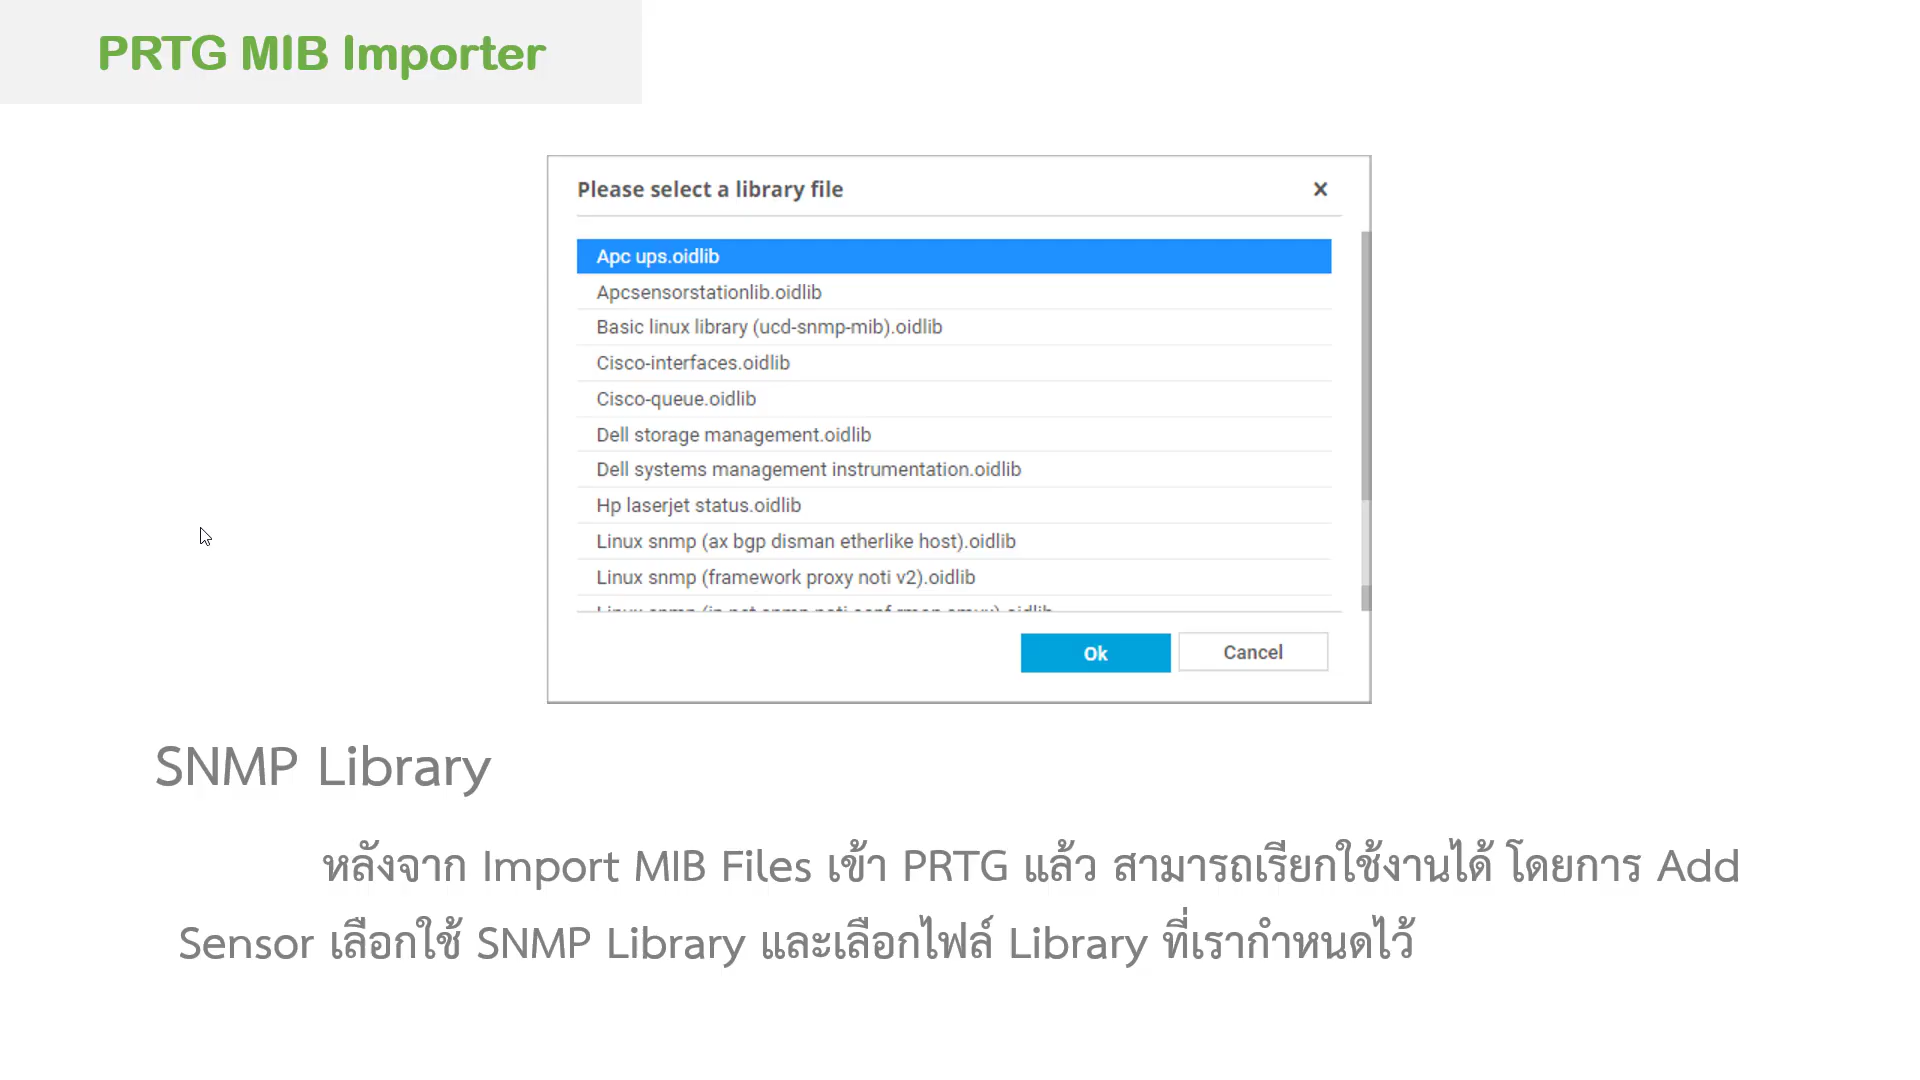 PRTG MIB Importer
Please select a library file
Apc ups.oidlib
Apcsensorstationlib.oidlib
Basic linux library (ucd-snmp-mib).oidlib
Cisco-interfaces.oidlib
Cisco-queue.oidlib
Dell storage management.oidlib
Dell systems management instrumentation.oidlib
Hp laserjet status.oidlib
Linux snmp (ax bgp disman etherlike host).oidlib
Linux snmp (framework proxy noti v2).oidlib
Ok Cancel
SNMP Library
หลังจาก Import MIB Files เข้า PRTG แล้ว สามารถเรียกใช้งานได้ โดยการ Add
Sensor เลือกใช้ SNMP Library และเลือกไฟล์ Library ที่เรากำหนดไว้